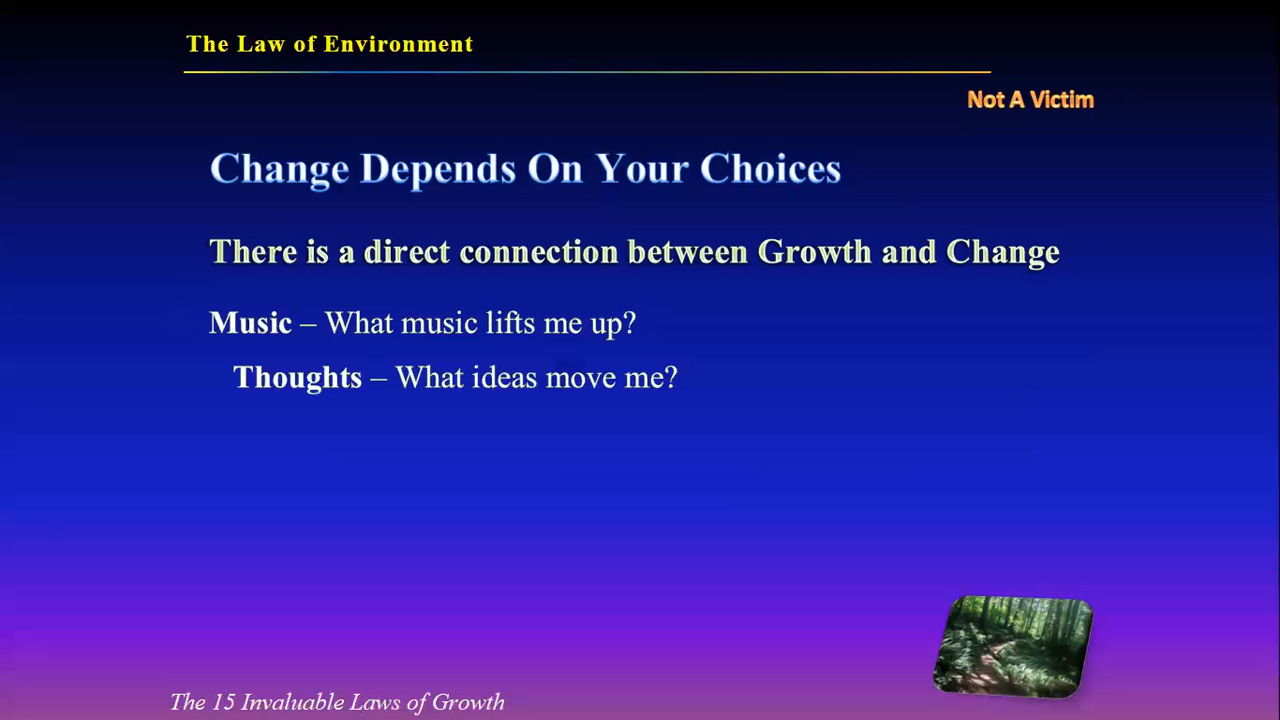 The Law of Environment
Not A Victim
Change Depends On Your Choices
There is a direct connection between Growth and Change
Music – What music lifts me up?
Thoughts – What ideas move me?
The 15 Invaluable Laws of Growth